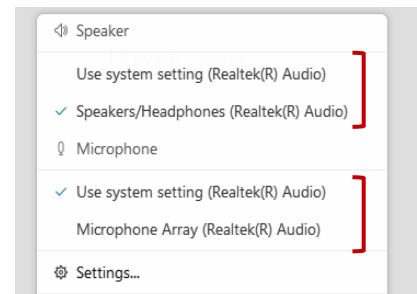 Speaker
Use system setting (Realtek(R) Audio)
Speakers/Headphones (Realtek(R) Audio)
Microphone
Use system setting (Realtek(R) Audio)
Microphone Array (Realtek(R) Audio)
Settings...